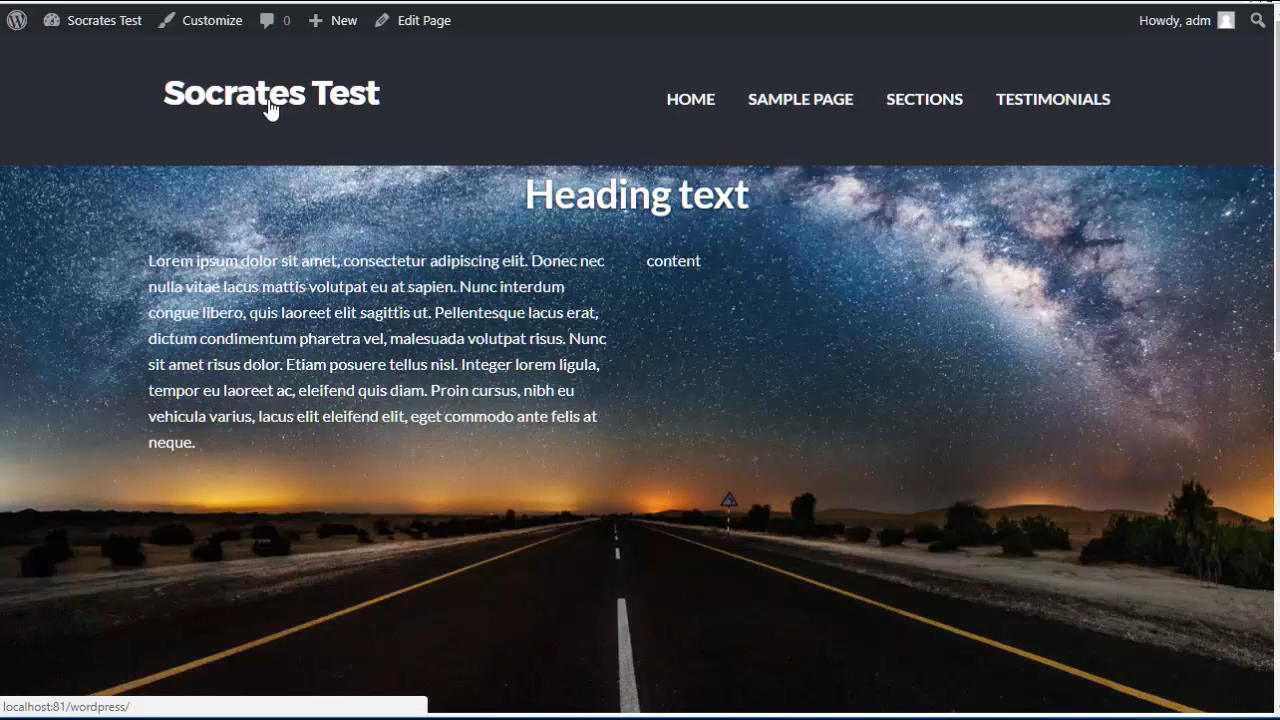 Socrates Test
Customize
0
New
Edit Page
Howdy, adm
Socrates Test
HOME
SAMPLE PAGE
SECTIONS
TESTIMONIALS
Heading text
Lorem ipsum dolor sit amet, consectetur adipiscing elit. Donec nec
nulla vitae lacus mattis volutpat eu at sapien. Nunc interdum
congue libero, quis laoreet elit sagittis ut. Pellentesque lacus erat,
dictum condimentum pharetra vel, malesuada volutpat risus. Nunc
sit amet risus dolor. Etiam posuere tellus nisl. Integer lorem ligula,
tempor eu laoreet ac, eleifend quis diam. Proin cursus, nibh eu
vehicula varius, lacus elit eleifend elit, eget commodo ante felis at
neque.
content
localhost:81/wordpress/